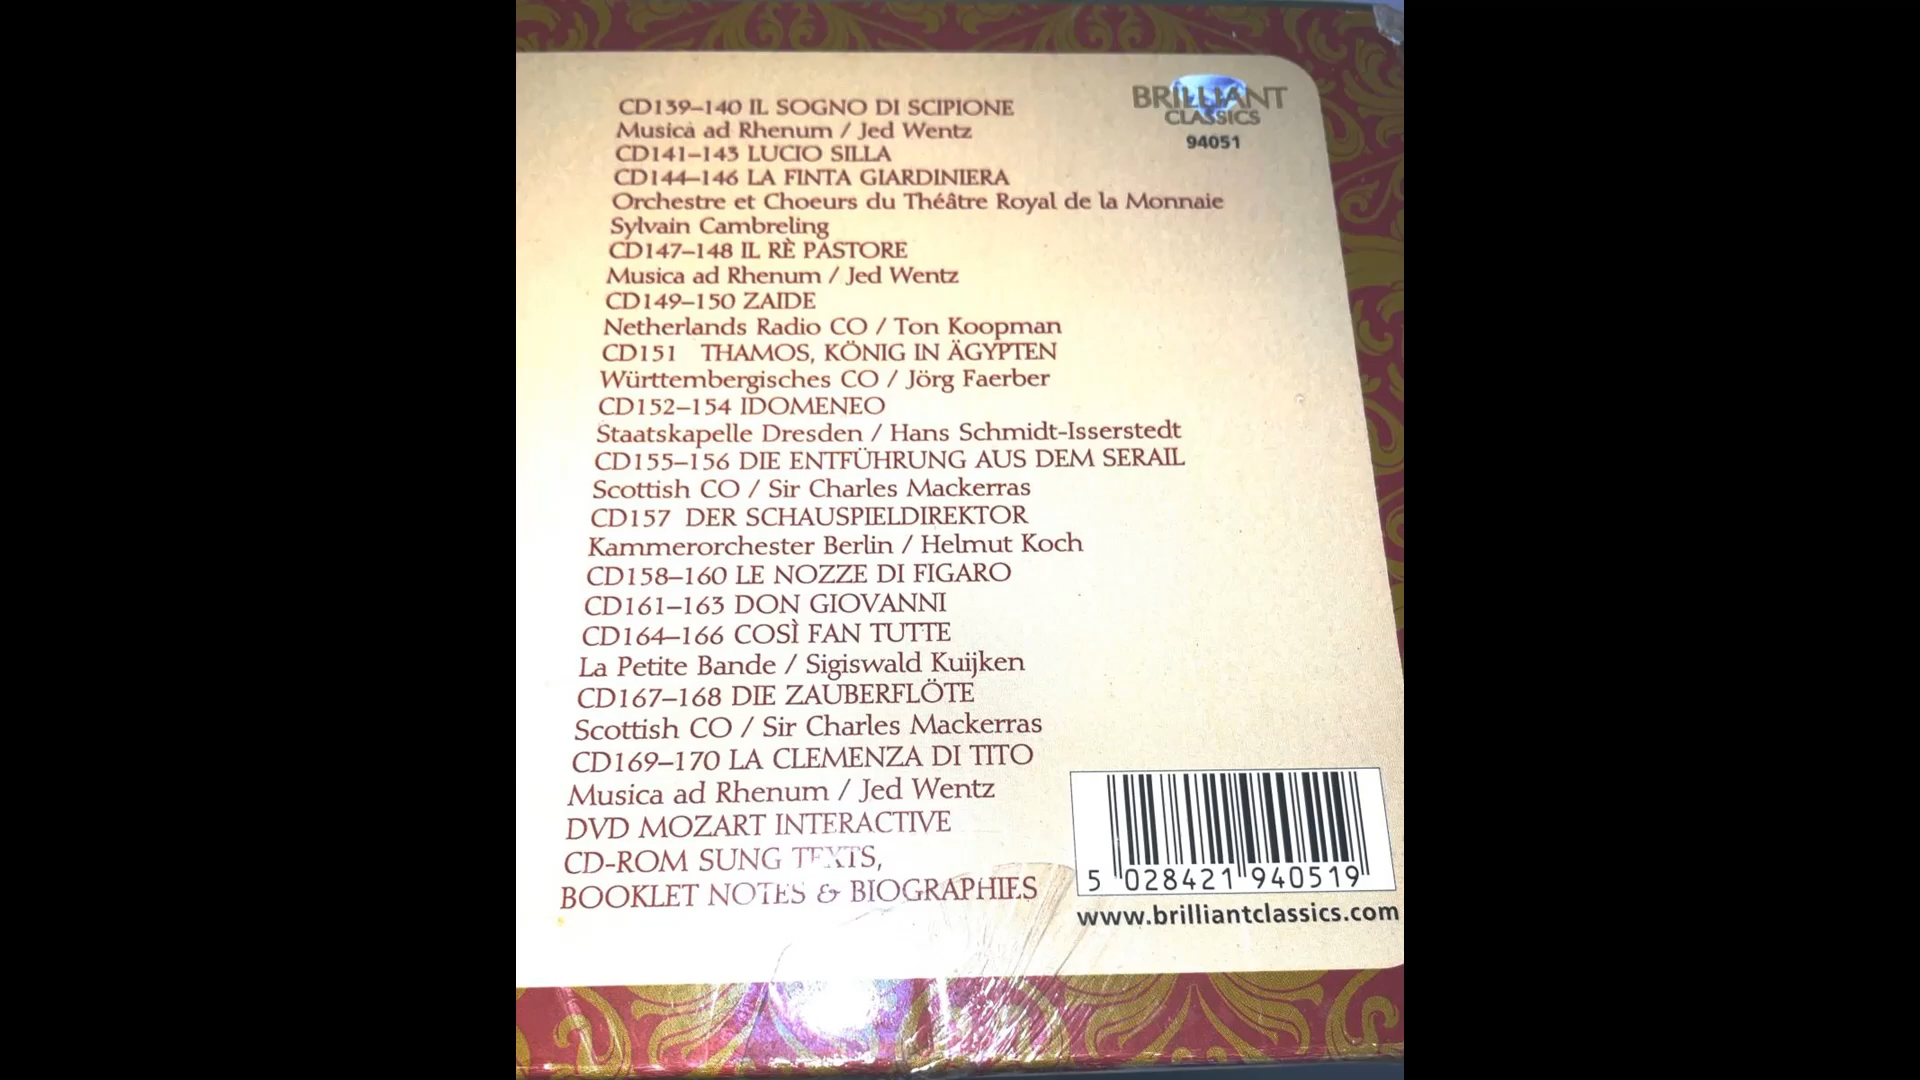 CD139–140 IL SOGNO DI SCIPIONE
Musica ad Rhenum / Jed Wentz
CD141–143 LUCIO SILLA
CD144–146 LA FINTA GIARDINIERA
Orchestre et Choeurs du Théâtre Royal de la Monnaie
Sylvain Cambreling
CD147–148 IL RÈ PASTORE
Musica ad Rhenum / Jed Wentz
CD149–150 ZAIDE
Netherlands Radio CO / Ton Koopman
CD151 THAMOS, KÖNIG IN ÄGYPTEN
Württembergisches CO / Jörg Faerber
CD152–154 IDOMENEO
Staatskapelle Dresden / Hans Schmidt-Isserstedt
CD155–156 DIE ENTFÜHRUNG AUS DEM SERAIL
Scottish CO / Sir Charles Mackerras
CD157 DER SCHAUSPIELDIREKTOR
Kammerorchester Berlin / Helmut Koch
CD158–160 LE NOZZE DI FIGARO
CD161–163 DON GIOVANNI
CD164–166 COSÌ FAN TUTTE
La Petite Bande / Sigiswald Kuijken
CD167–168 DIE ZAUBERFLÖTE
Scottish CO / Sir Charles Mackerras
CD169–170 LA CLEMENZA DI TITO
Musica ad Rhenum / Jed Wentz
DVD MOZART INTERACTIVE
CD-ROM SUNG TEXTS,
BOOKLET NOTES & BIOGRAPHIES
BRILLIANT
CLASSICS
94051
5 028421 940519
www.brilliantclassics.com